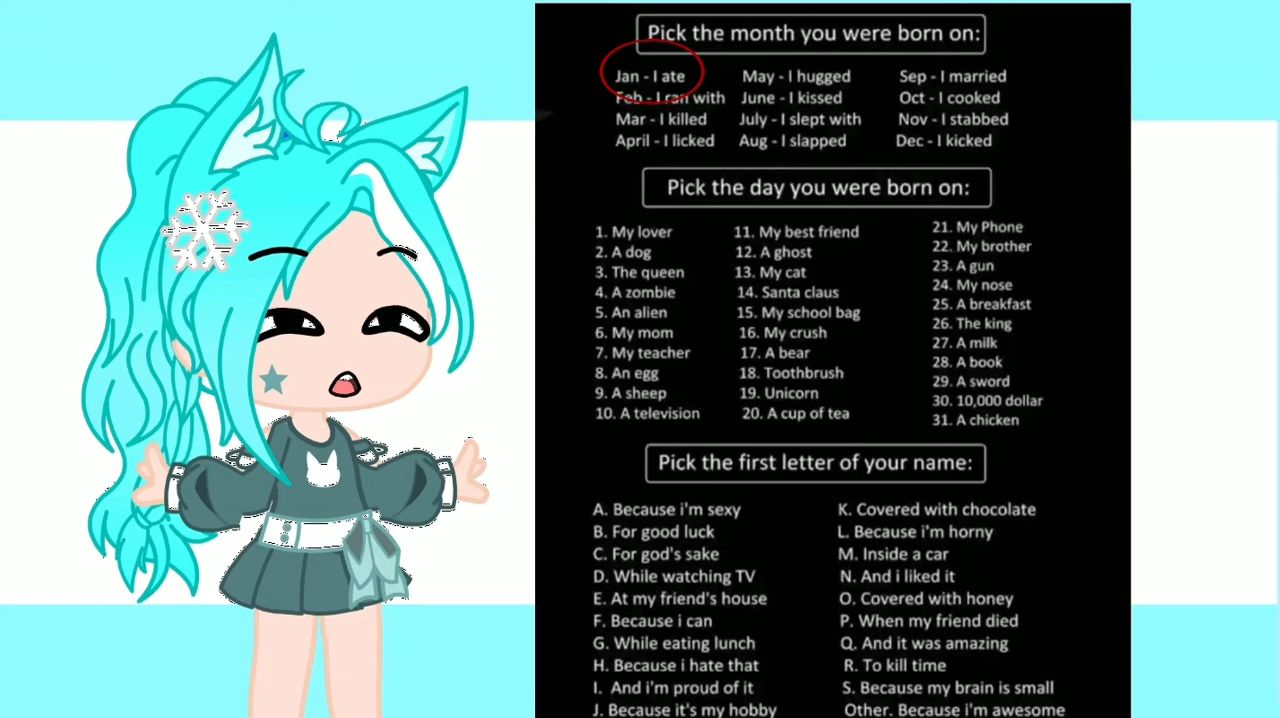 Pick the month you were born on:
Jan - I ate
Feb - I ran with
Mar - I killed
April - I licked
May - I hugged
June - I kissed
July - I slept with
Aug - I slapped
Sep - I married
Oct - I cooked
Nov - I stabbed
Dec - I kicked
Pick the day you were born on:
1. My lover
2. A dog
3. The queen
4. A zombie
5. An alien
6. My mom
7. My teacher
8. An egg
9. A sheep
10. A television
11. My best friend
12. A ghost
13. My cat
14. Santa claus
15. My school bag
16. My crush
17. A bear
18. Toothbrush
19. Unicorn
20. A cup of tea
21. My Phone
22. My brother
23. A gun
24. My nose
25. A breakfast
26. The king
27. A milk
28. A book
29. A sword
30. 10,000 dollar
31. A chicken
Pick the first letter of your name:
A. Because i'm sexy
B. For good luck
C. For god's sake
D. While watching TV
E. At my friend's house
F. Because i can
G. While eating lunch
H. Because i hate that
I. And i'm proud of it
J. Because it's my hobby
K. Covered with chocolate
L. Because i'm horny
M. Inside a car
N. And i liked it
O. Covered with honey
P. When my friend died
Q. And it was amazing
R. To kill time
S. Because my brain is small
Other. Because i'm awesome